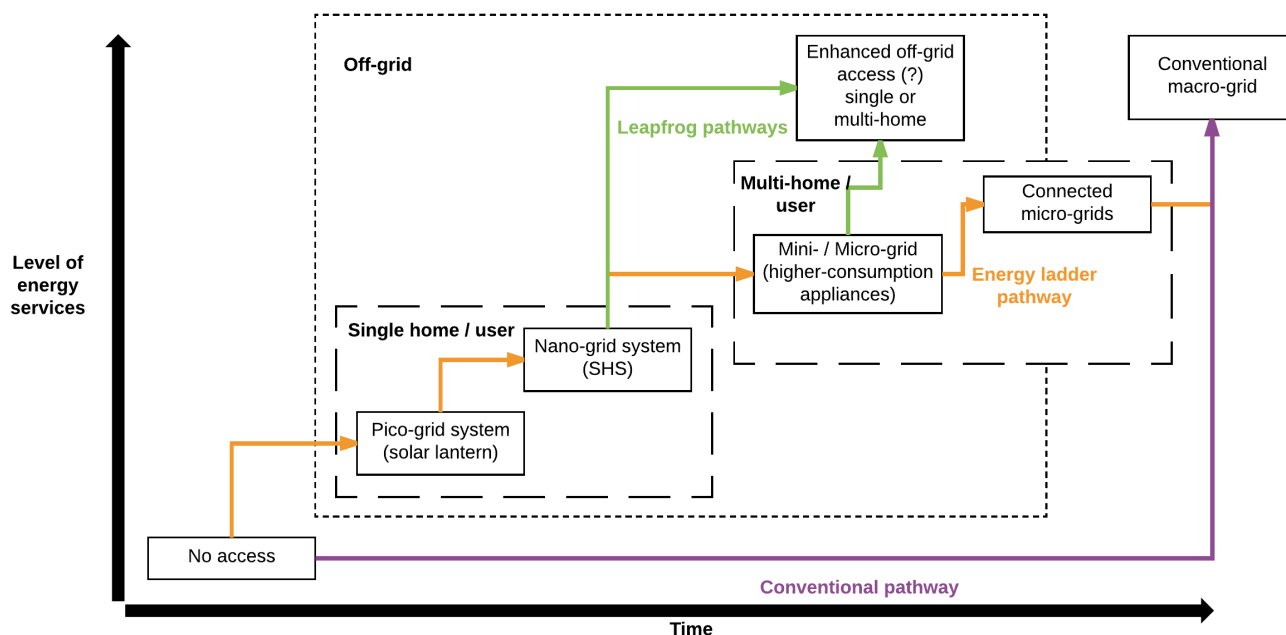 Off-grid
Enhanced off-grid
access (?)
single or
multi-home
Conventional
macro-grid
Leapfrog pathways
Multi-home /
user
Connected
micro-grids
Mini- / Micro-grid
(higher-consumption
appliances)
Energy ladder
pathway
Level of
energy
services
Single home / user
Nano-grid system
(SHS)
Pico-grid system
(solar lantern)
No access
Conventional pathway
Time